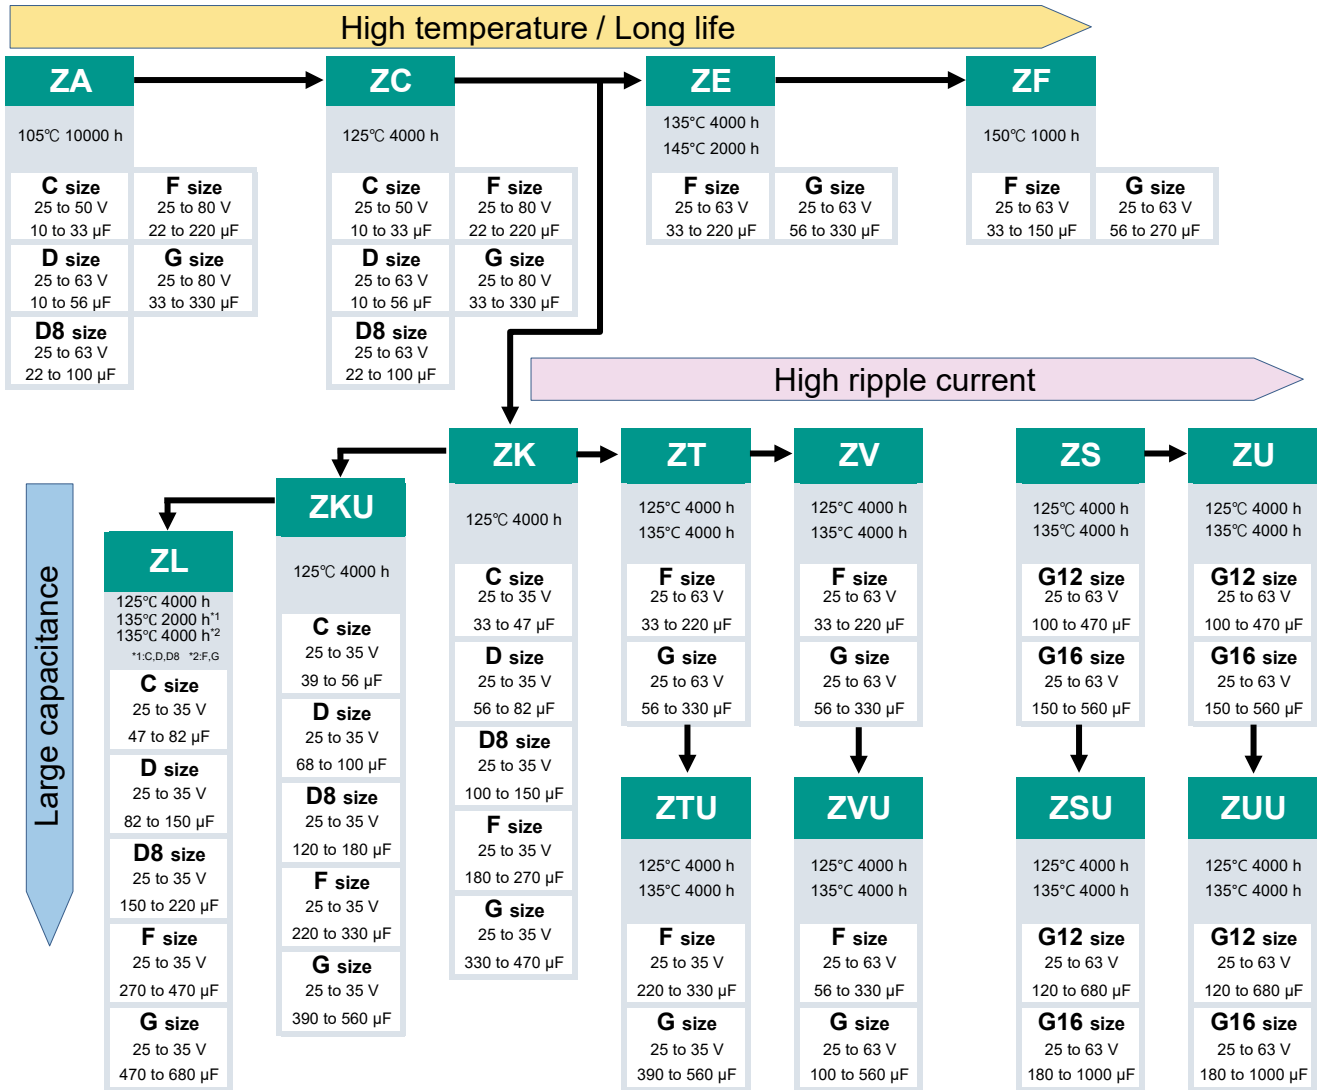 High temperature / Long life
ZA
105℃ 10000 h
C size
25 to 50 V
10 to 33 μF
F size
25 to 80 V
22 to 220 μF
D size
25 to 63 V
10 to 56 μF
G size
25 to 80 V
33 to 330 μF
D8 size
25 to 63 V
22 to 100 μF
ZC
125℃ 4000 h
C size
25 to 50 V
10 to 33 μF
F size
25 to 80 V
22 to 220 μF
D size
25 to 63 V
10 to 56 μF
G size
25 to 80 V
33 to 330 μF
D8 size
25 to 63 V
22 to 100 μF
ZE
135℃ 4000 h
145℃ 2000 h
F size
25 to 63 V
33 to 220 μF
G size
25 to 63 V
56 to 330 μF
ZF
150℃ 1000 h
F size
25 to 63 V
33 to 150 μF
G size
25 to 63 V
56 to 270 μF
High ripple current
Large capacitance
ZL
125℃ 4000 h
135℃ 2000 h*1
135℃ 4000 h*2
*1:C,D,D8 *2:F,G
C size
25 to 35 V
47 to 82 μF
D size
25 to 35 V
82 to 150 μF
D8 size
25 to 35 V
150 to 220 μF
F size
25 to 35 V
270 to 470 μF
G size
25 to 35 V
470 to 680 μF
ZKU
125℃ 4000 h
C size
25 to 35 V
39 to 56 μF
D size
25 to 35 V
68 to 100 μF
D8 size
25 to 35 V
120 to 180 μF
F size
25 to 35 V
220 to 330 μF
G size
25 to 35 V
390 to 560 μF
ZK
125℃ 4000 h
C size
25 to 35 V
33 to 47 μF
D size
25 to 35 V
56 to 82 μF
D8 size
25 to 35 V
100 to 150 μF
F size
25 to 35 V
180 to 270 μF
G size
25 to 35 V
330 to 470 μF
ZT
125℃ 4000 h
135℃ 4000 h
F size
25 to 63 V
33 to 220 μF
G size
25 to 63 V
56 to 330 μF
ZTU
125℃ 4000 h
135℃ 4000 h
F size
25 to 35 V
220 to 330 μF
G size
25 to 35 V
390 to 560 μF
ZV
125℃ 4000 h
135℃ 4000 h
F size
25 to 63 V
33 to 220 μF
G size
25 to 63 V
56 to 330 μF
ZVU
125℃ 4000 h
135℃ 4000 h
F size
25 to 63 V
56 to 330 μF
G size
25 to 63 V
100 to 560 μF
ZS
125℃ 4000 h
135℃ 4000 h
G12 size
25 to 63 V
100 to 470 μF
G16 size
25 to 63 V
150 to 560 μF
ZSU
125℃ 4000 h
135℃ 4000 h
G12 size
25 to 63 V
120 to 680 μF
G16 size
25 to 63 V
180 to 1000 μF
ZU
125℃ 4000 h
135℃ 4000 h
G12 size
25 to 63 V
100 to 470 μF
G16 size
25 to 63 V
150 to 560 μF
ZUU
125℃ 4000 h
135℃ 4000 h
G12 size
25 to 63 V
120 to 680 μF
G16 size
25 to 63 V
180 to 1000 μF